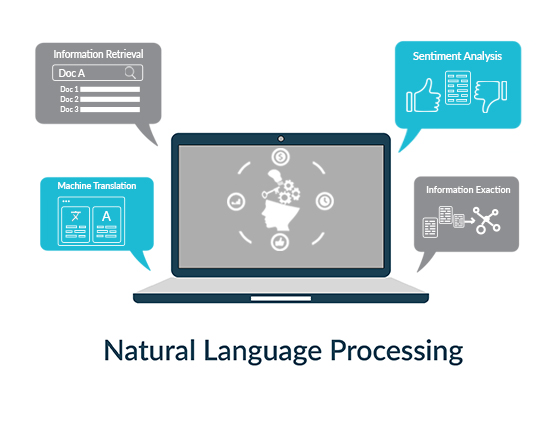 Information Retrieval
Doc A
Doc 1
Doc 2
Doc 3
Sentiment Analysis
Machine Translation
文 A
Information Exaction
$
Natural Language Processing